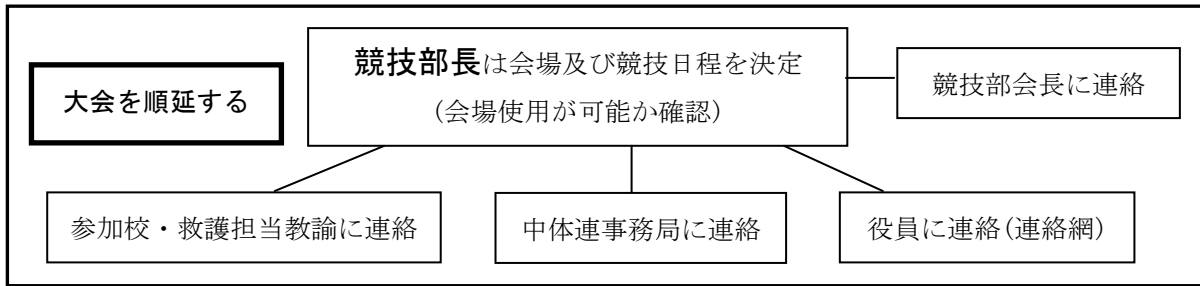 大会を順延する
競技部長は会場及び競技日程を決定
(会場使用が可能か確認)
競技部会長に連絡
参加校・救護担当教諭に連絡
中体連事務局に連絡
役員に連絡(連絡網)